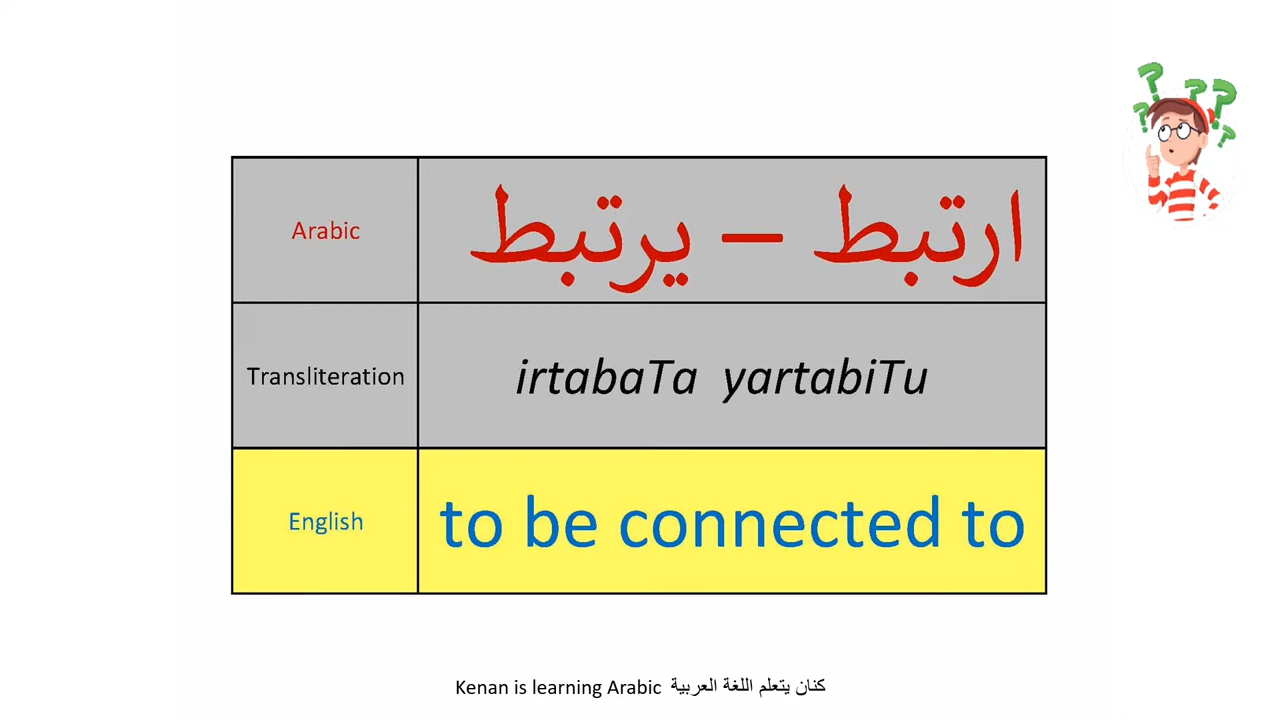 Arabic ارتبط – يرتبط
Transliteration irtabaTa yartabiTu
English to be connected to
Kenan is learning Arabic كنان يتعلم اللغة العربية